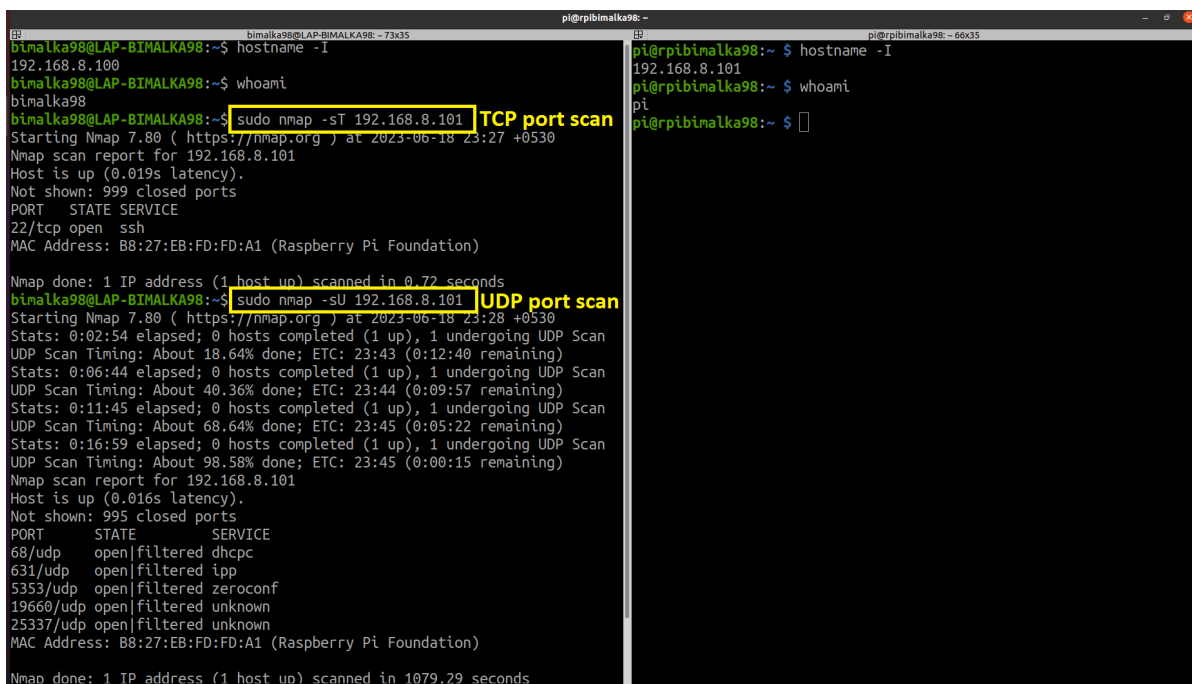 pi@rpibimalka98: ~
bimalka98@LAP-BIMALKA98: ~ 73x35
bimalka98@LAP-BIMALKA98:~$ hostname -I
192.168.8.100
bimalka98@LAP-BIMALKA98:~$ whoami
bimalka98
bimalka98@LAP-BIMALKA98:~$ sudo nmap -sT 192.168.8.101 TCP port scan
Starting Nmap 7.80 ( https://nmap.org ) at 2023-06-18 23:27 +0530
Nmap scan report for 192.168.8.101
Host is up (0.019s latency).
Not shown: 999 closed ports
PORT   STATE SERVICE
22/tcp open  ssh
MAC Address: B8:27:EB:FD:FD:A1 (Raspberry Pi Foundation)
Nmap done: 1 IP address (1 host up) scanned in 0.72 seconds
bimalka98@LAP-BIMALKA98:~$ sudo nmap -sU 192.168.8.101 UDP port scan
Starting Nmap 7.80 ( https://nmap.org ) at 2023-06-18 23:28 +0530
Stats: 0:02:54 elapsed; 0 hosts completed (1 up), 1 undergoing UDP Scan
UDP Scan Timing: About 18.64% done; ETC: 23:43 (0:12:40 remaining)
Stats: 0:06:44 elapsed; 0 hosts completed (1 up), 1 undergoing UDP Scan
UDP Scan Timing: About 40.36% done; ETC: 23:44 (0:09:57 remaining)
Stats: 0:11:45 elapsed; 0 hosts completed (1 up), 1 undergoing UDP Scan
UDP Scan Timing: About 68.64% done; ETC: 23:45 (0:05:22 remaining)
Stats: 0:16:59 elapsed; 0 hosts completed (1 up), 1 undergoing UDP Scan
UDP Scan Timing: About 98.58% done; ETC: 23:45 (0:00:15 remaining)
Nmap scan report for 192.168.8.101
Host is up (0.016s latency).
Not shown: 995 closed ports
PORT      STATE         SERVICE
68/udp    open|filtered dhcpc
631/udp   open|filtered ipp
5353/udp  open|filtered zeroconf
19660/udp open|filtered unknown
25337/udp open|filtered unknown
MAC Address: B8:27:EB:FD:FD:A1 (Raspberry Pi Foundation)
Nmap done: 1 IP address (1 host up) scanned in 1079.29 seconds
pi@rpibimalka98: ~ 66x35
pi@rpibimalka98:~ $ hostname -I
192.168.8.101
pi@rpibimalka98:~ $ whoami
pi
pi@rpibimalka98:~ $